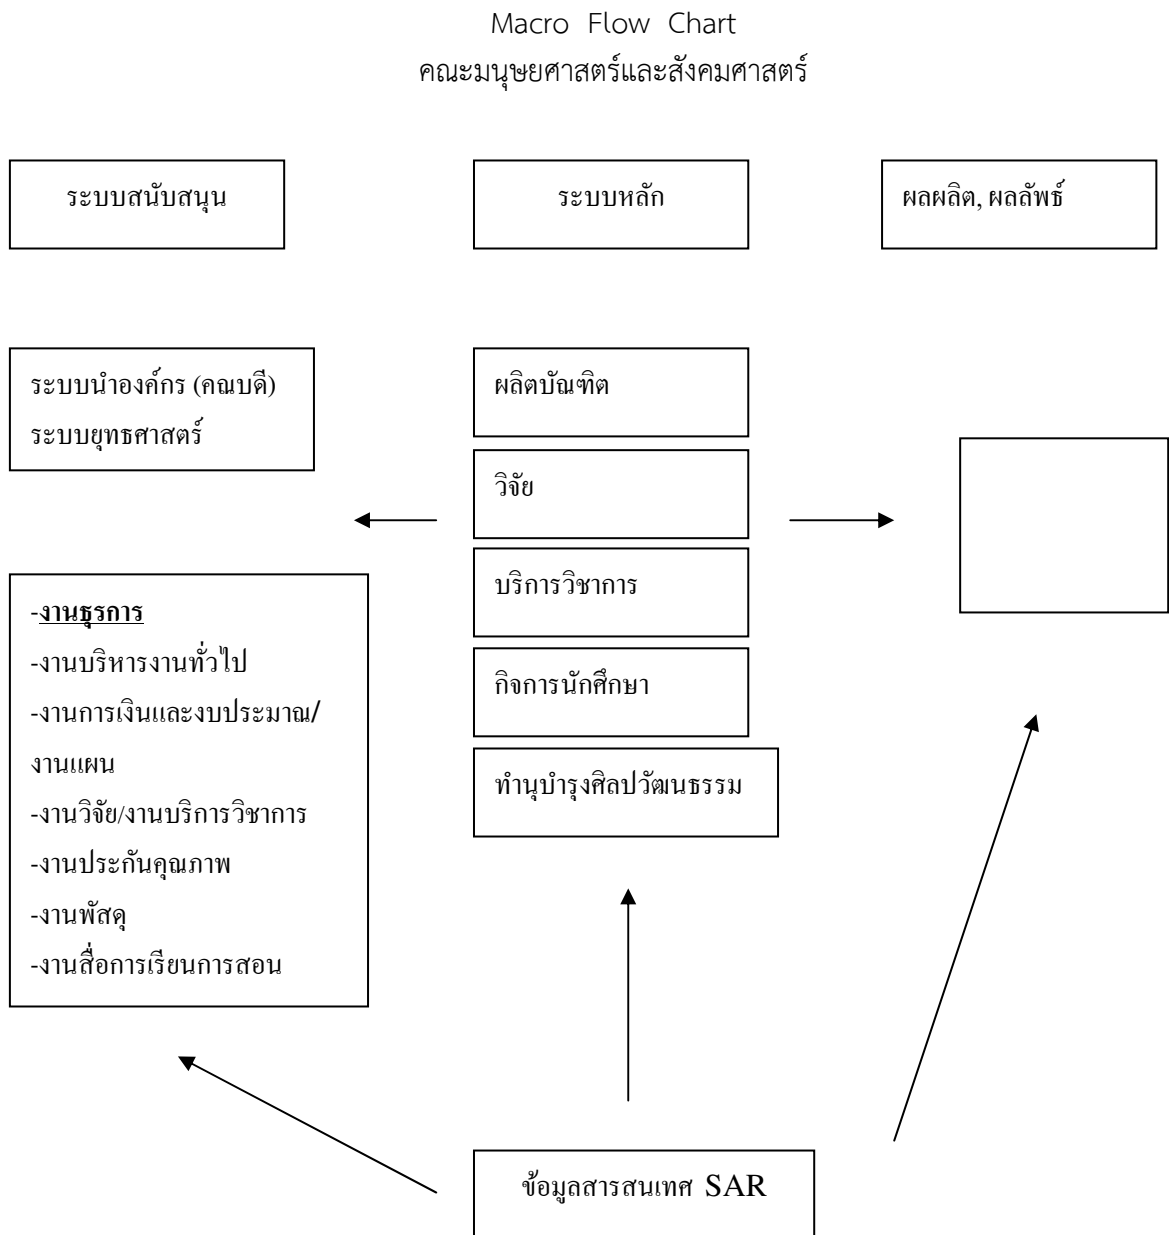 Macro Flow Chart
คณะมนุษยศาสตร์และสังคมศาสตร์
ระบบสนับสนุน
ระบบหลัก
ผลผลิต, ผลลัพธ์
ระบบนำองค์กร (คณบดี)
ระบบยุทธศาสตร์
ผลิตบัณฑิต
วิจัย
บริการวิชาการ
กิจการนักศึกษา
ทำนุบำรุงศิลปวัฒนธรรม
-งานธุรการ
-งานบริหารงานทั่วไป
-งานการเงินและงบประมาณ/
งานแผน
-งานวิจัย/งานบริการวิชาการ
-งานประกันคุณภาพ
-งานพัสดุ
-งานสื่อการเรียนการสอน
ข้อมูลสารสนเทศ SAR